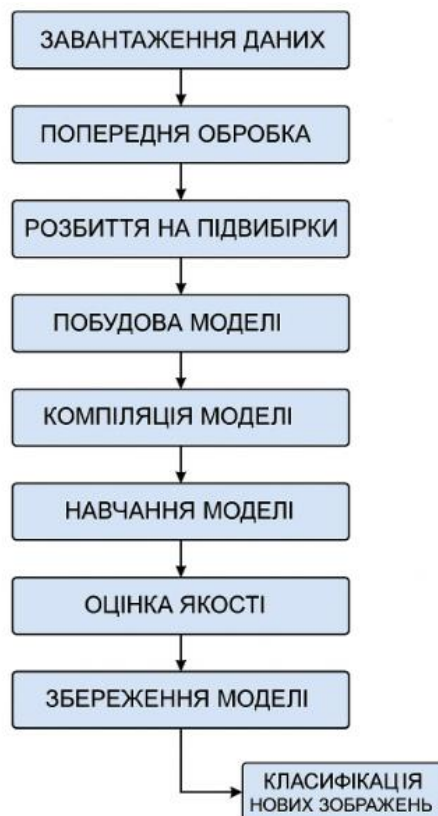 ЗАВАНТАЖЕННЯ ДАНИХ
ПОПЕРЕДНЯ ОБРОБКА
РОЗБИТТЯ НА ПІДВИБІРКИ
ПОБУДОВА МОДЕЛІ
КОМПІЛЯЦІЯ МОДЕЛІ
НАВЧАННЯ МОДЕЛІ
ОЦІНКА ЯКОСТІ
ЗБЕРЕЖЕННЯ МОДЕЛІ
КЛАСИФІКАЦІЯ
НОВИХ ЗОБРАЖЕНЬ